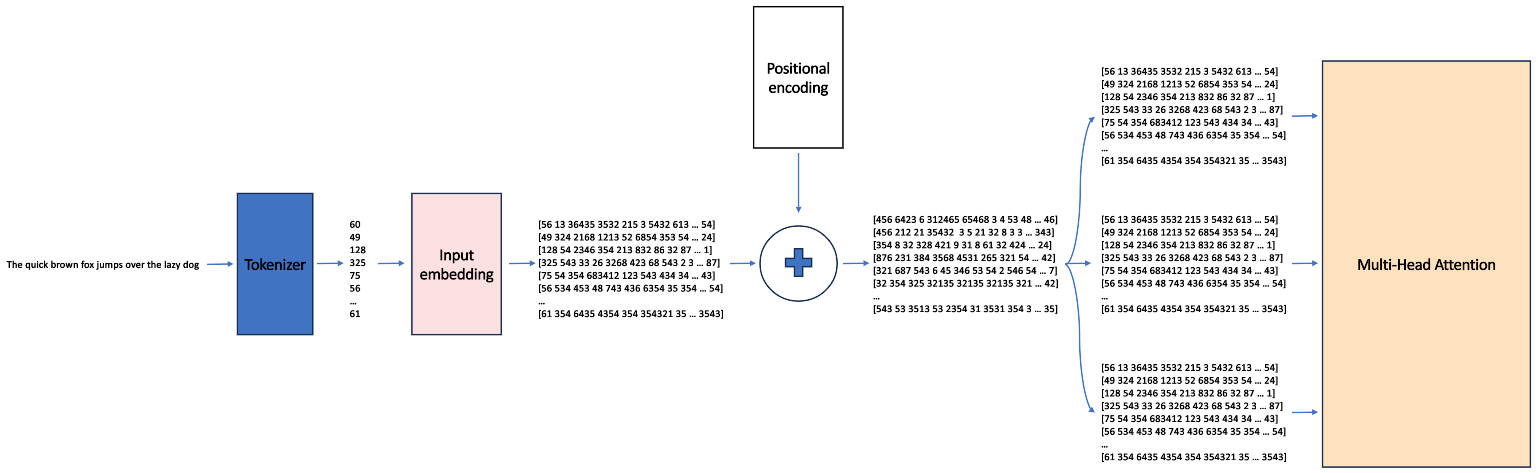 The quick brown fox jumps over the lazy dog
Tokenizer
60
49
128
325
75
56
...
61
Input
embedding
[56 13 36435 3532 215 3 5432 613 ... 54]
[49 324 2168 1213 52 6854 353 54 ... 24]
[128 54 2346 354 213 832 86 32 87 ... 1]
[325 543 33 26 3268 423 68 543 2 3 ... 87]
[75 54 354 683412 123 543 434 34 ... 43]
[56 534 453 48 743 436 6354 35 354 ... 54]
...
[61 354 6435 4354 354 354321 35 ... 3543]
Positional
encoding
[456 6423 6 312465 65468 3 4 53 48 ... 46]
[456 212 21 35432 3 5 21 32 8 3 3 ... 343]
[354 8 32 328 421 9 31 8 61 32 424 ... 24]
[876 231 384 3568 4531 265 321 54 ... 42]
[321 687 543 6 45 346 53 54 2 546 54 ... 7]
[32 354 325 32135 32135 32135 321 ... 42]
...
[543 53 3513 53 2354 31 3531 354 3 ... 35]
[56 13 36435 3532 215 3 5432 613 ... 54]
[49 324 2168 1213 52 6854 353 54 ... 24]
[128 54 2346 354 213 832 86 32 87 ... 1]
[325 543 33 26 3268 423 68 543 2 3 ... 87]
[75 54 354 683412 123 543 434 34 ... 43]
[56 534 453 48 743 436 6354 35 354 ... 54]
...
[61 354 6435 4354 354 354321 35 ... 3543]
[56 13 36435 3532 215 3 5432 613 ... 54]
[49 324 2168 1213 52 6854 353 54 ... 24]
[128 54 2346 354 213 832 86 32 87 ... 1]
[325 543 33 26 3268 423 68 543 2 3 ... 87]
[75 54 354 683412 123 543 434 34 ... 43]
[56 534 453 48 743 436 6354 35 354 ... 54]
...
[61 354 6435 4354 354 354321 35 ... 3543]
[56 13 36435 3532 215 3 5432 613 ... 54]
[49 324 2168 1213 52 6854 353 54 ... 24]
[128 54 2346 354 213 832 86 32 87 ... 1]
[325 543 33 26 3268 423 68 543 2 3 ... 87]
[75 54 354 683412 123 543 434 34 ... 43]
[56 534 453 48 743 436 6354 35 354 ... 54]
...
[61 354 6435 4354 354 354321 35 ... 3543]
Multi-Head Attention